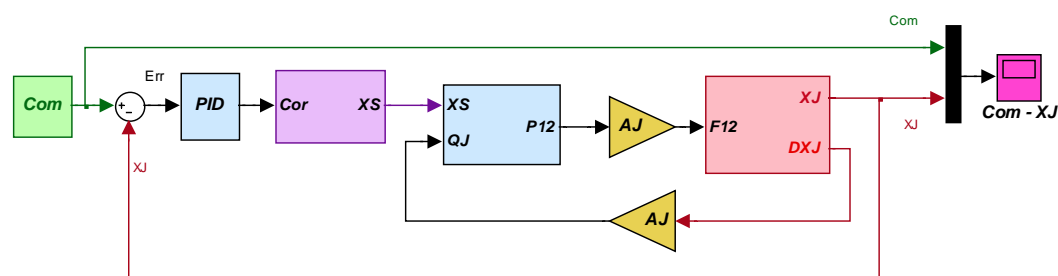 Com
Err
Com
+
-
PID
Cor
XS
XS
QJ
P12
AJ
F12
XJ
DXJ
XJ
Com - XJ
XJ
AJ